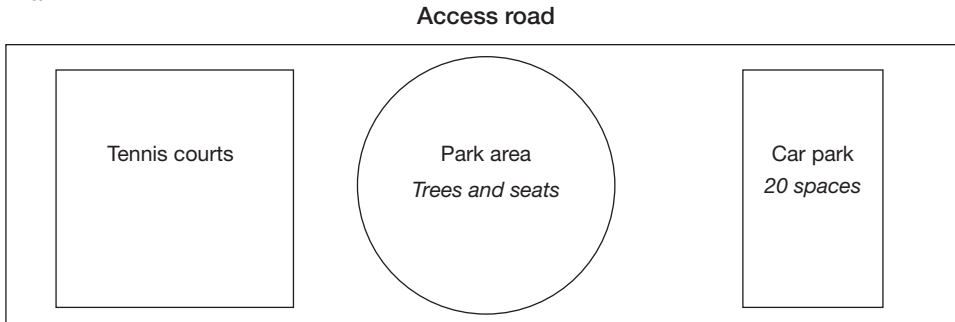 Access road
Tennis courts
Park area
Trees and seats
Car park
20 spaces